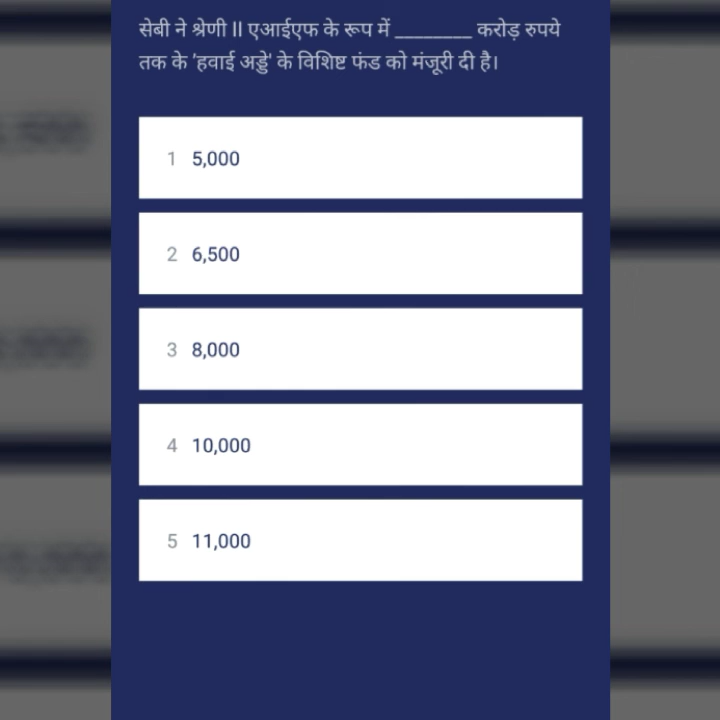 सेबी ने श्रेणी II एआईएफ के रूप में ________ करोड़ रुपये
तक के 'हवाई अड्डे' के विशिष्ट फंड को मंजूरी दी है।
1 5,000
2 6,500
3 8,000
4 10,000
5 11,000